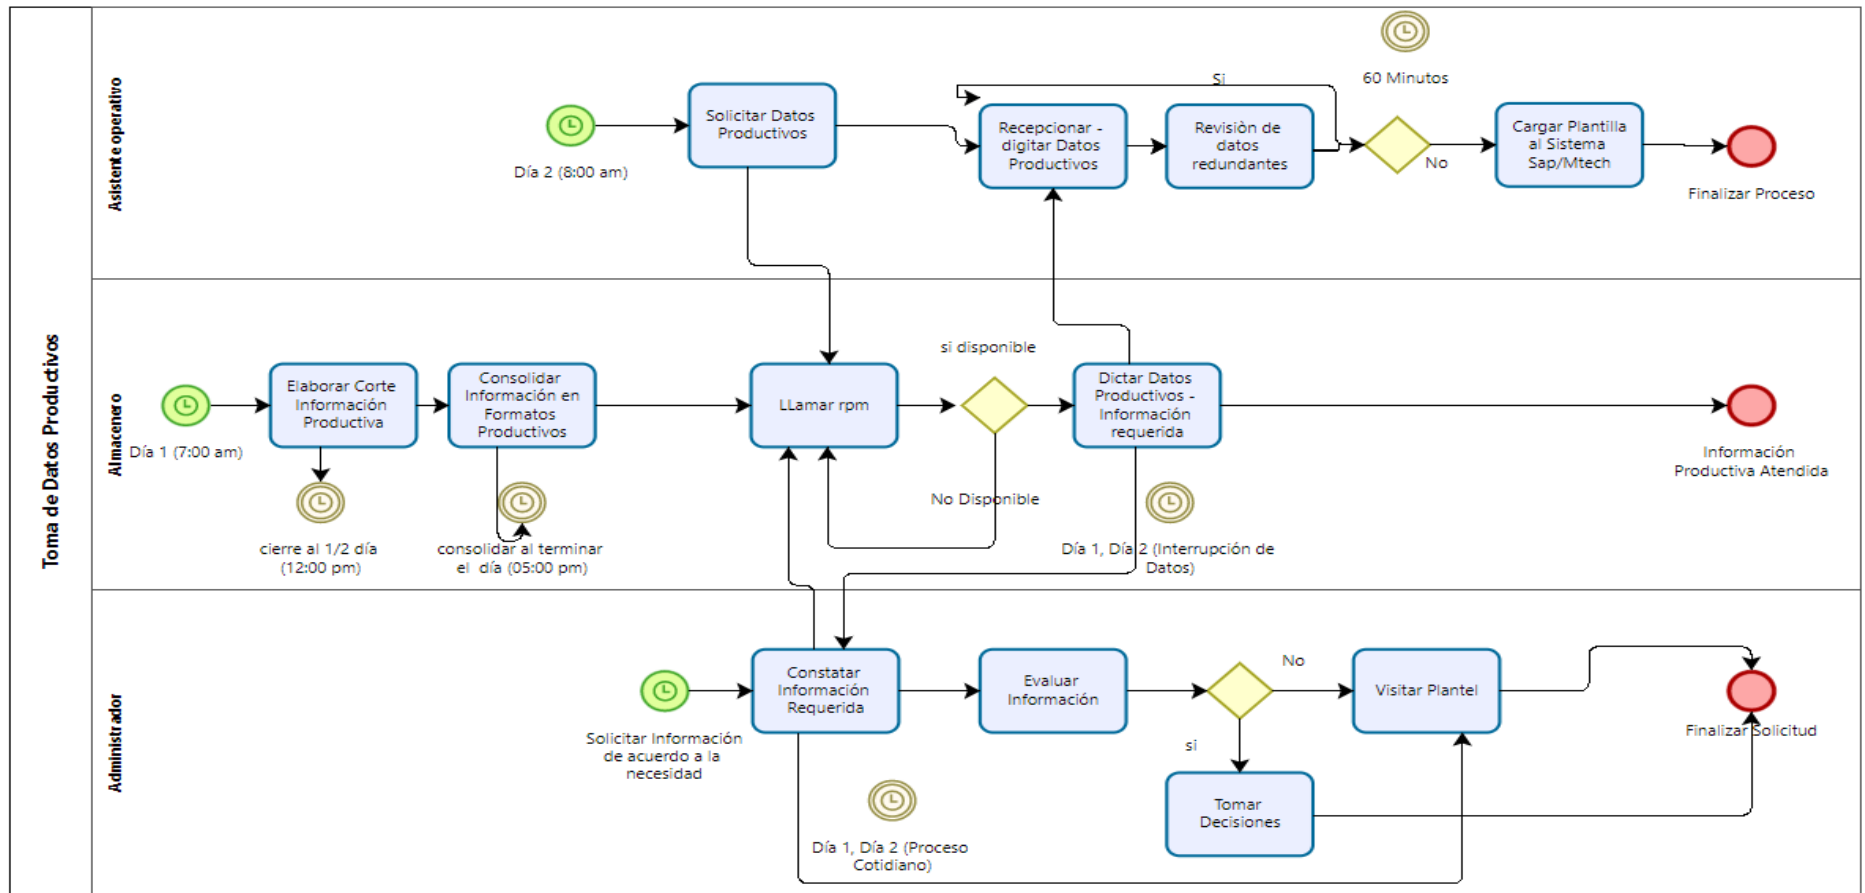 Toma de Datos Productivos
Asistente operativo
Día 2 (8:00 am)
Solicitar Datos
Productivos
Recepcionar -
digitar Datos
Productivos
Revisiòn de
datos
redundantes
Si
60 Minutos
No
Cargar Plantilla
al Sistema
Sap/Mtech
Finalizar Proceso
Almacenero
Día 1 (7:00 am)
Elaborar Corte
Información
Productiva
cierre al 1/2 día
(12:00 pm)
Consolidar
Información en
Formatos
Productivos
consolidar al terminar
el día (05:00 pm)
LLamar rpm
si disponible
No Disponible
Dictar Datos
Productivos -
Información
requerida
Día 1, Día 2 (Interrupción de
Datos)
Información
Productiva Atendida
Administrador
Solicitar Información
de acuerdo a la
necesidad
Constatar
Información
Requerida
Día 1, Día 2 (Proceso
Cotidiano)
Evaluar
Información
No
si
Visitar Plantel
Tomar
Decisiones
Finalizar Solicitud